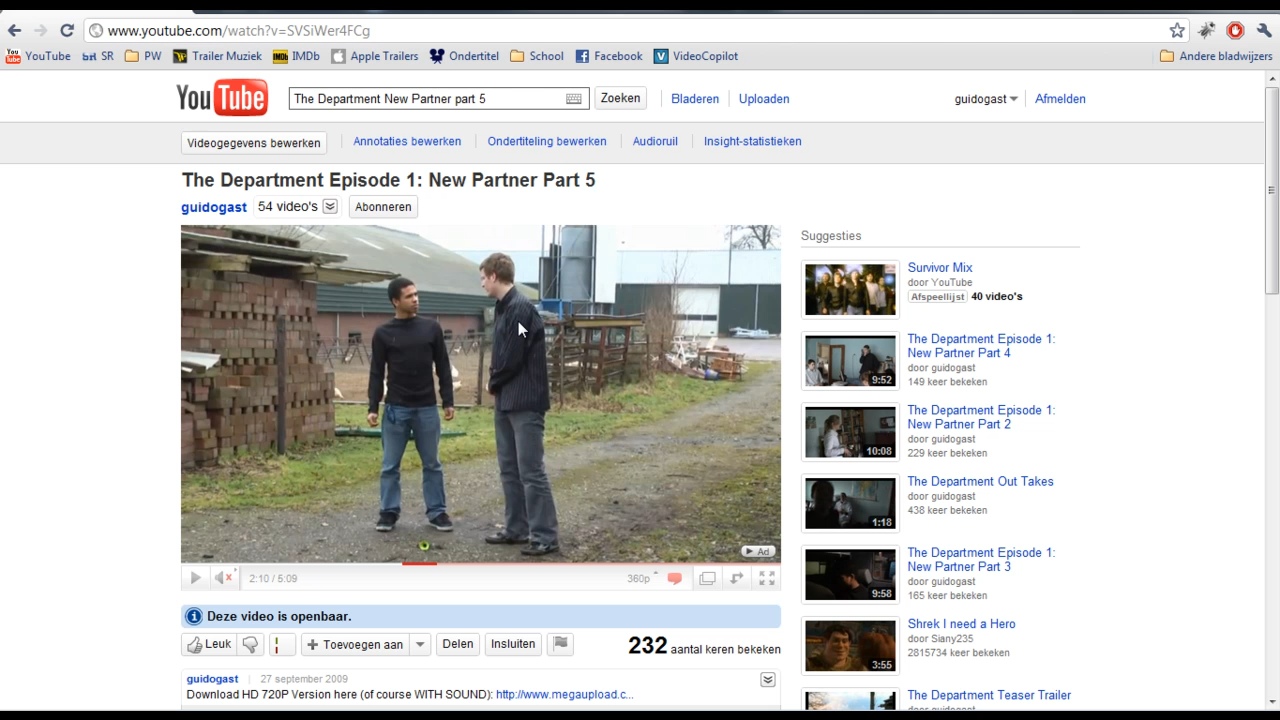 www.youtube.com/watch?v=SVSiWer4FCg
YouTube SR PW Trailer Muziek IMDb Apple Trailers Ondertitel School Facebook VideoCopilot Andere bladwijzers
YouTube The Department New Partner part 5 Zoeken Bladeren Uploaden guidogast Afmelden
Videogegevens bewerken Annotaties bewerken Ondertiteling bewerken Audioruil Insight-statistieken
The Department Episode 1: New Partner Part 5
guidogast 54 video's Abonneren
Ad
2:10 / 5:09 360p
Deze video is openbaar.
Leuk Toevoegen aan Delen Insluiten 232 aantal keren bekeken
guidogast 27 september 2009
Download HD 720P Version here (of course WITH SOUND): http://www.megaupload.c...
Suggesties
Survivor Mix
door YouTube
Afspeellijst 40 video's
The Department Episode 1:
New Partner Part 4
door guidogast
149 keer bekeken
9:52
The Department Episode 1:
New Partner Part 2
door guidogast
229 keer bekeken
10:08
The Department Out Takes
door guidogast
438 keer bekeken
1:18
The Department Episode 1:
New Partner Part 3
door guidogast
165 keer bekeken
9:58
Shrek I need a Hero
door Siany235
2815734 keer bekeken
3:55
The Department Teaser Trailer
door guidogast